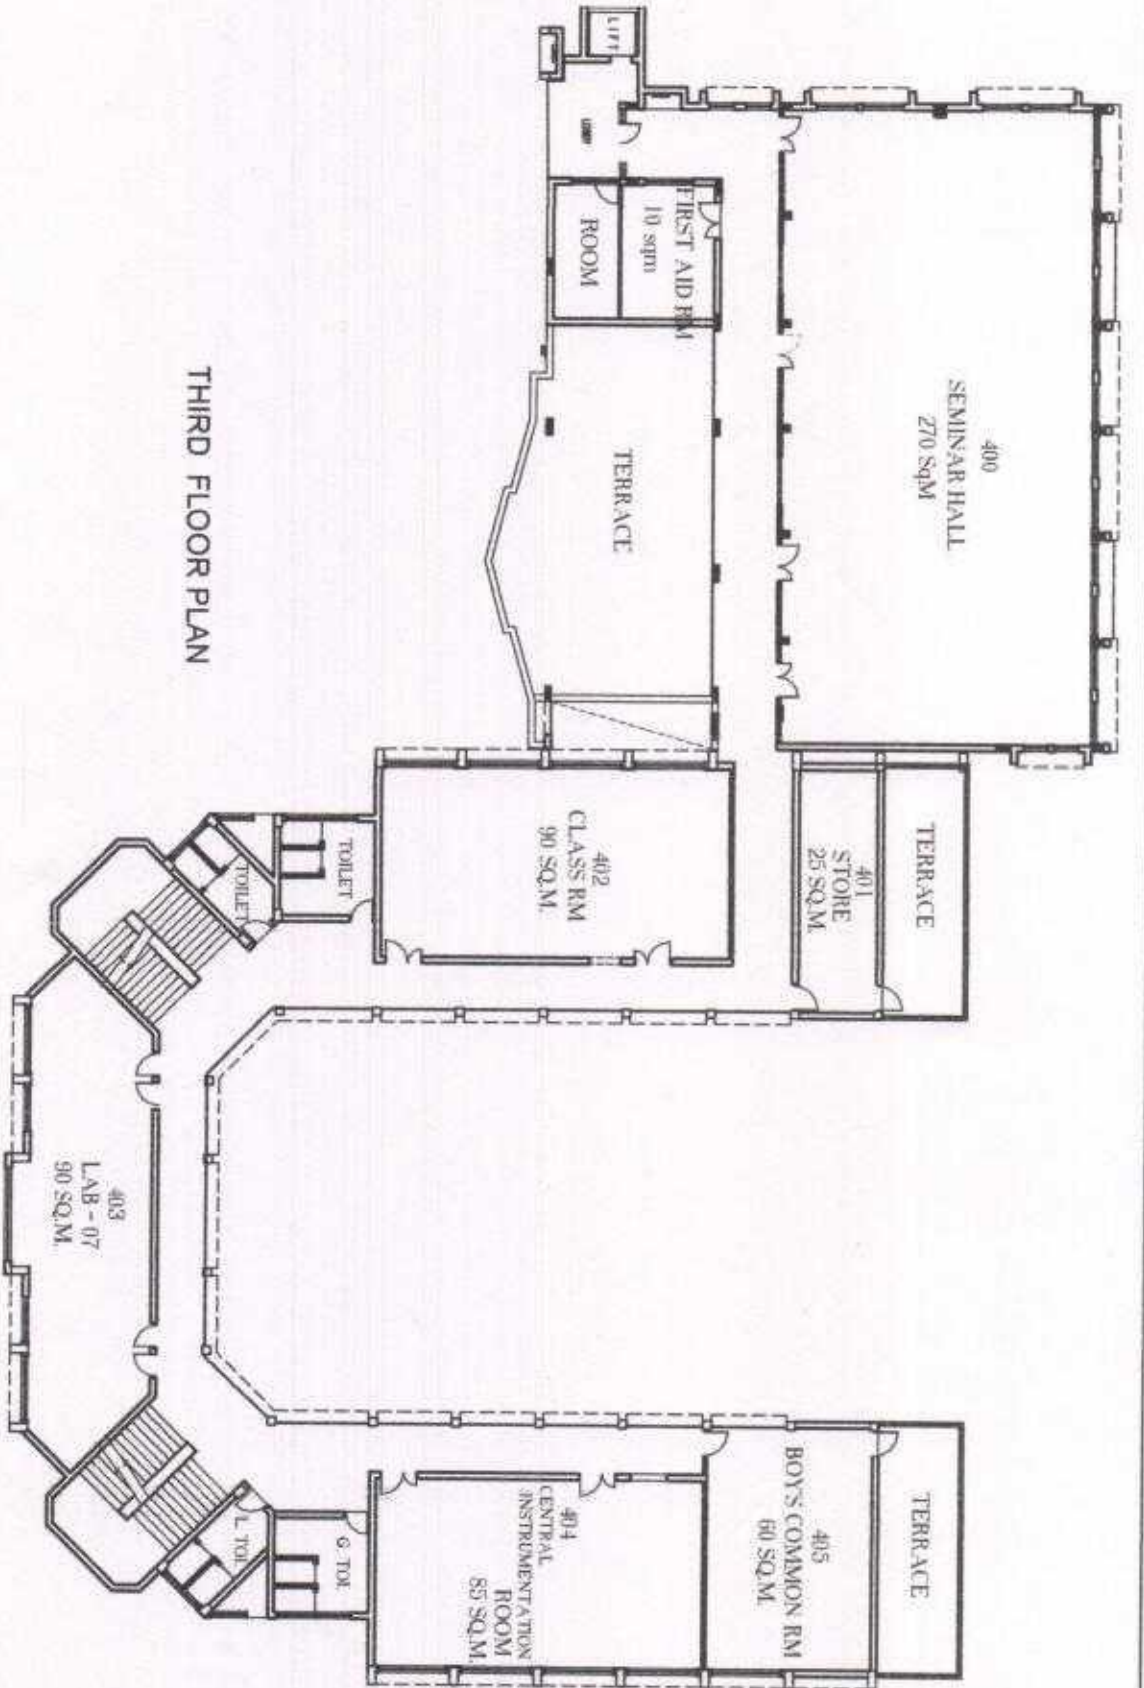 LIFT
LOBBY
FIRST AID RM
10 sqm
ROOM
400
SEMINAR HALL
270 SqM
TERRACE
THIRD FLOOR PLAN
TERRACE
401
STORE
25 SQ.M.
402
CLASS RM
90 SQ.M.
TOILET
TOILET
403
LAB - 07
90 SQ.M.
TERRACE
405
BOYS COMMON RM
60 SQ.M.
404
CENTRAL
INSTRUMENTATION
ROOM
85 SQ.M.
G TOI.
L TOI.